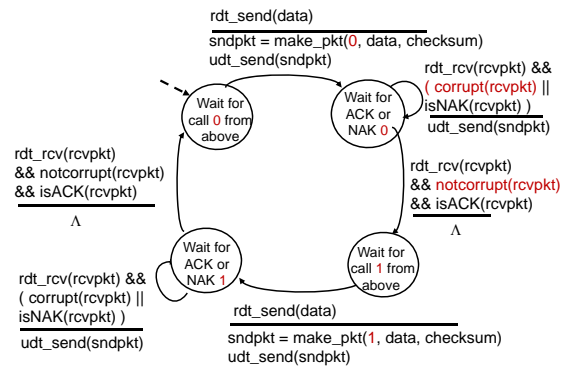 rdt_send(data)
sndpkt = make_pkt(0, data, checksum)
udt_send(sndpkt)
Wait for
call 0 from
above
Wait for
ACK or
NAK 0
rdt_rcv(rcvpkt) &&
( corrupt(rcvpkt) ||
isNAK(rcvpkt) )
udt_send(sndpkt)
rdt_rcv(rcvpkt)
&& notcorrupt(rcvpkt)
&& isACK(rcvpkt)
Λ
rdt_rcv(rcvpkt)
&& notcorrupt(rcvpkt)
&& isACK(rcvpkt)
Λ
Wait for
ACK or
NAK 1
Wait for
call 1 from
above
rdt_rcv(rcvpkt) &&
( corrupt(rcvpkt) ||
isNAK(rcvpkt) )
udt_send(sndpkt)
rdt_send(data)
sndpkt = make_pkt(1, data, checksum)
udt_send(sndpkt)